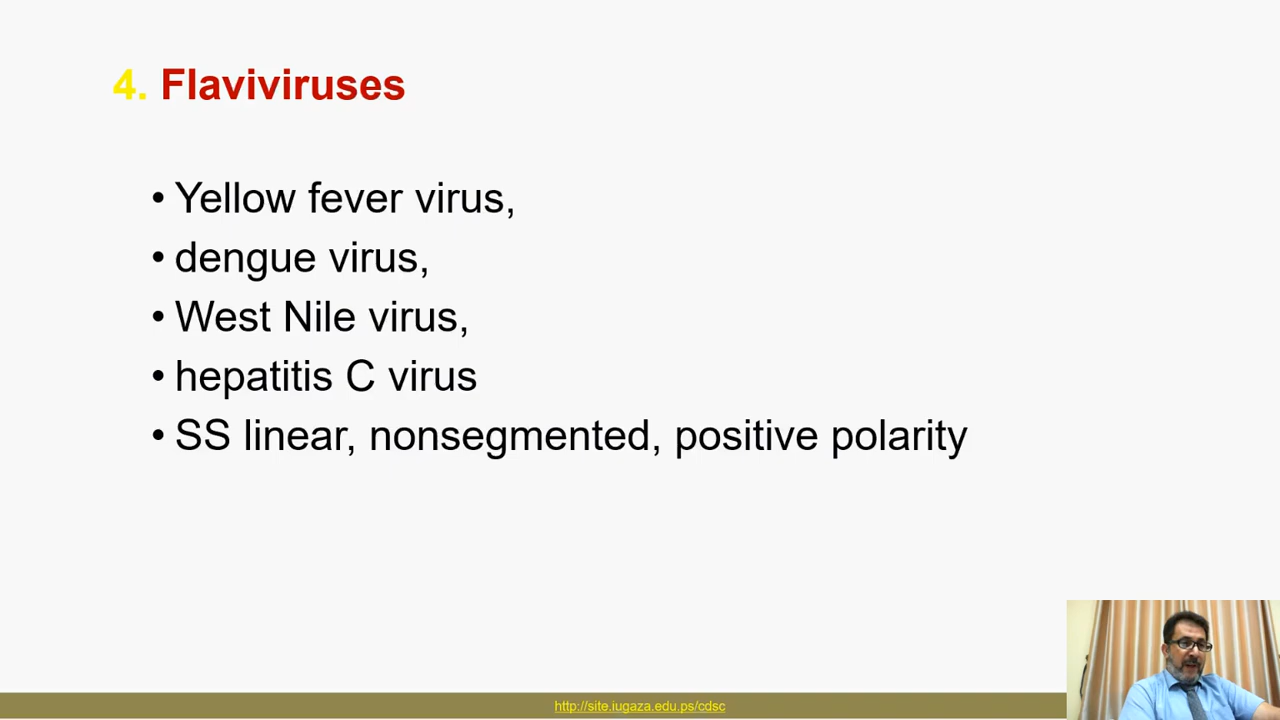 4. Flaviviruses
• Yellow fever virus,
• dengue virus,
• West Nile virus,
• hepatitis C virus
• SS linear, nonsegmented, positive polarity
http://site.iugaza.edu.ps/cdsc